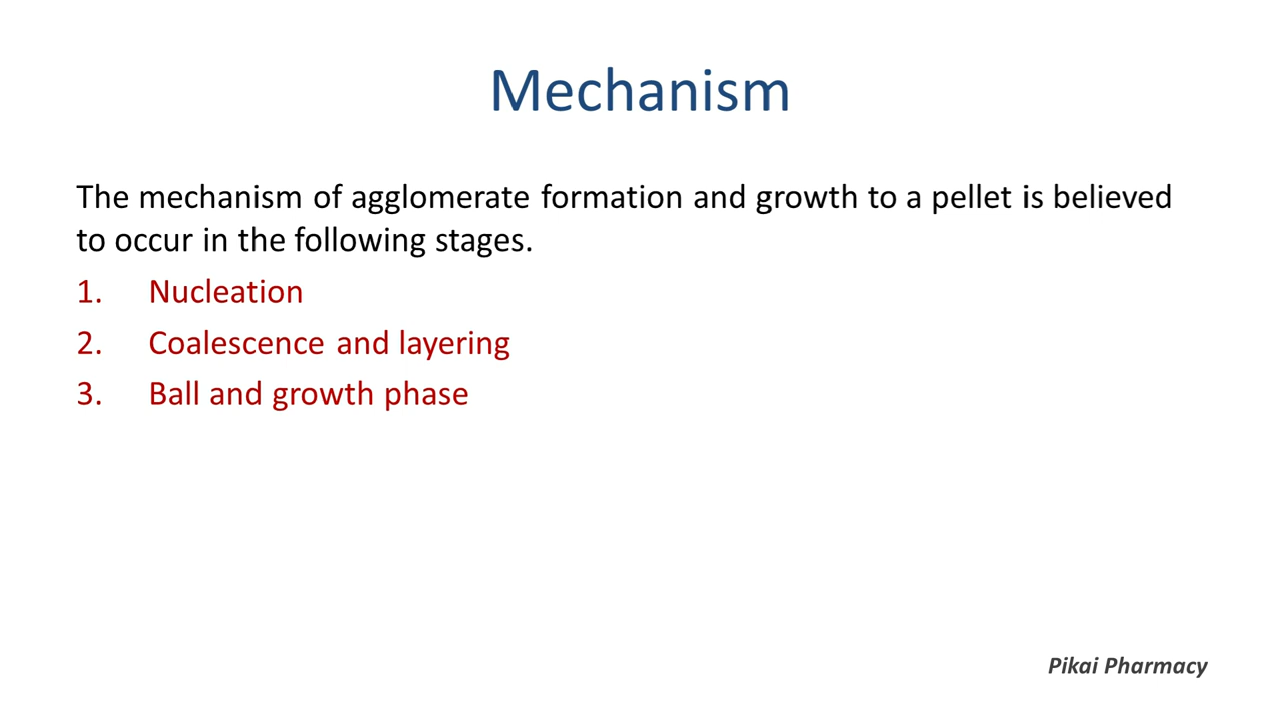 Mechanism
The mechanism of agglomerate formation and growth to a pellet is believed
to occur in the following stages.
1. Nucleation
2. Coalescence and layering
3. Ball and growth phase
Pikai Pharmacy